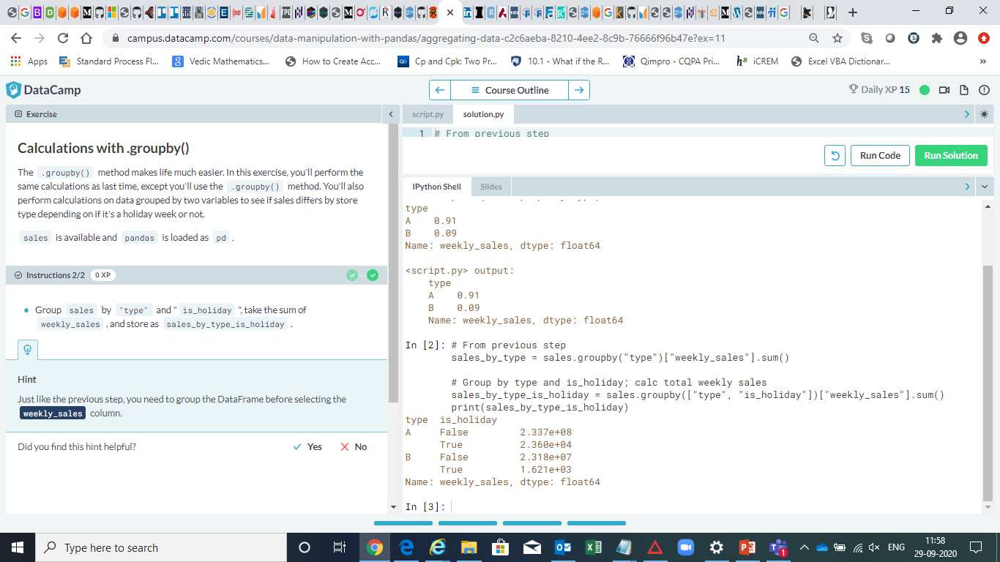 campus.datacamp.com/courses/data-manipulation-with-pandas/aggregating-data-c2c6aeba-8210-4ee2-8c9b-76666f96b47e?ex=11
Apps
Standard Process Fl...
Vedic Mathematics...
How to Create Acc...
Cp and Cpk: Two Pr...
10.1 - What if the R...
Qimpro - CQPA Pri...
iCREM
Excel VBA Dictionar...
DataCamp
Course Outline
Daily XP 15
Exercise
Calculations with .groupby()
The .groupby() method makes life much easier. In this exercise, you'll perform the
same calculations as last time, except you'll use the .groupby() method. You'll also
perform calculations on data grouped by two variables to see if sales differs by store
type depending on if it's a holiday week or not.
sales is available and pandas is loaded as pd .
Instructions 2/2 0 XP
Group sales by "type" and " is_holiday ", take the sum of
weekly_sales , and store as sales_by_type_is_holiday .
Hint
Just like the previous step, you need to group the DataFrame before selecting the
weekly_sales column.
Did you find this hint helpful?
Yes
No
script.py
solution.py
1 # From previous step
Run Code
Run Solution
IPython Shell
Slides
type
A    0.91
B    0.09
Name: weekly_sales, dtype: float64
<script.py> output:
type
A    0.91
B    0.09
Name: weekly_sales, dtype: float64
In [2]: # From previous step
sales_by_type = sales.groupby("type")["weekly_sales"].sum()
# Group by type and is_holiday; calc total weekly sales
sales_by_type_is_holiday = sales.groupby(["type", "is_holiday"])["weekly_sales"].sum()
print(sales_by_type_is_holiday)
type  is_holiday
A     False         2.337e+08
True          2.360e+04
B     False         2.318e+07
True          1.621e+03
Name: weekly_sales, dtype: float64
In [3]:
Type here to search
ENG
11:58
29-09-2020